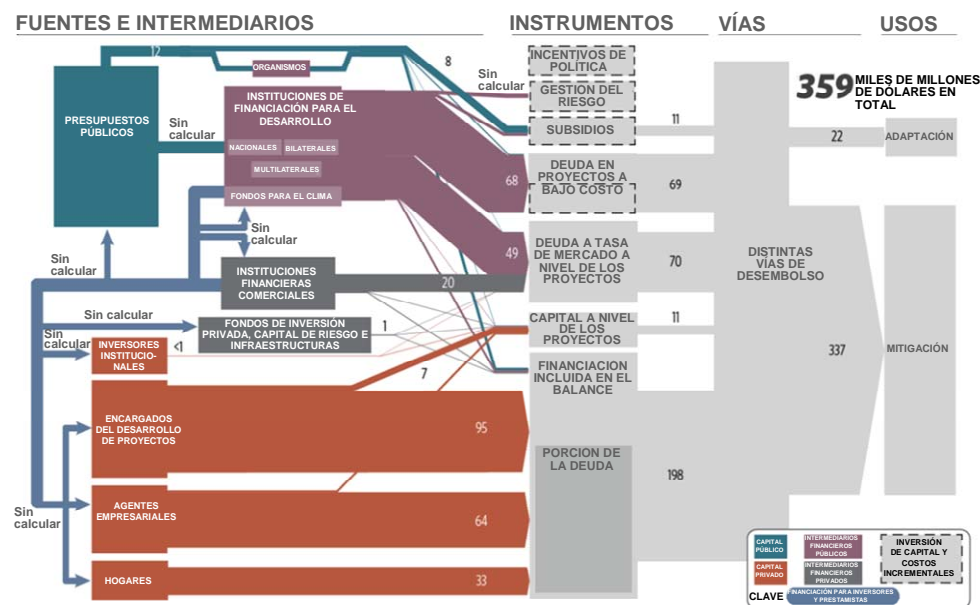 FUENTES E INTERMEDIARIOS
INSTRUMENTOS
VÍAS
USOS
12
ORGANISMOS
8
Sin
calcular
PRESUPUESTOS
PÚBLICOS
Sin
calcular
INSTITUCIONES DE
FINANCIACIÓN PARA EL
DESARROLLO
NACIONALES
BILATERALES
MULTILATERALES
FONDOS PARA EL CLIMA
Sin
calcular
Sin
calcular
INSTITUCIONES
FINANCIERAS
COMERCIALES
Sin calcular
FONDOS DE INVERSIÓN
PRIVADA, CAPITAL DE RIESGO E
INFRAESTRUCTURAS
1
Sin
calcular
INVERSORES
INSTITUCIO-
NALES
<1
7
ENCARGADOS
DEL DESARROLLO
DE PROYECTOS
AGENTES
EMPRESARIALES
Sin
calcular
HOGARES
68
49
20
95
64
33
INCENTIVOS DE
POLÍTICA
GESTION DEL
RIESGO
SUBSIDIOS
DEUDA EN
PROYECTOS A
BAJO COSTO
DEUDA A TASA
DE MERCADO A
NIVEL DE LOS
PROYECTOS
CAPITAL A NIVEL
DE LOS
PROYECTOS
FINANCIACION
INCLUIDA EN EL
BALANCE
PORCION DE
LA DEUDA
11
69
70
11
198
DISTINTAS
VÍAS DE
DESEMBOLSO
359 MILES DE MILLONES
DE DÓLARES EN
TOTAL
22
ADAPTACIÓN
337
MITIGACIÓN
CAPITAL
PÚBLICO
INTERMEDIARIOS
FINANCIEROS
PÚBLICOS
CAPITAL
PRIVADO
INTERMEDIARIOS
FINANCIEROS
PRIVADOS
INVERSIÓN
DE CAPITAL Y
COSTOS
INCREMENTALES
CLAVE
FINANCIACIÓN PARA INVERSORES
Y PRESTAMISTAS